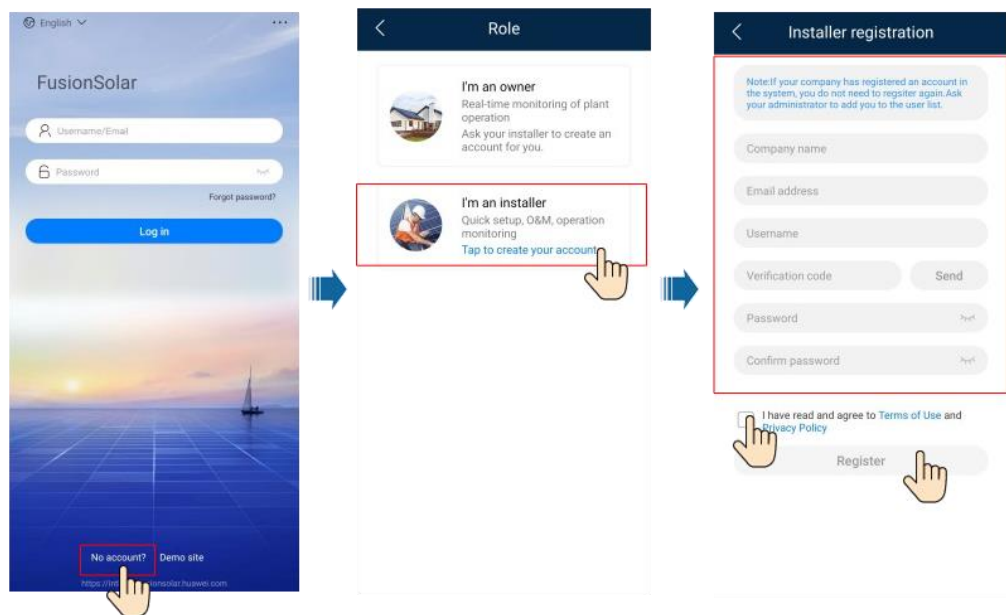 English
FusionSolar
Username/Email
Password
Forgot password?
Log in
No account? Demo site
Role
I'm an owner
Real-time monitoring of plant
operation
Ask your installer to create an
account for you.
I'm an installer
Quick setup, O&M, operation
monitoring
Tap to create your account
Installer registration
Note:If your company has registered an account in
the system, you do not need to regsiter again.Ask
your administrator to add you to the user list.
Company name
Email address
Username
Verification code Send
Password
Confirm password
I have read and agree to Terms of Use and
Privacy Policy
Register